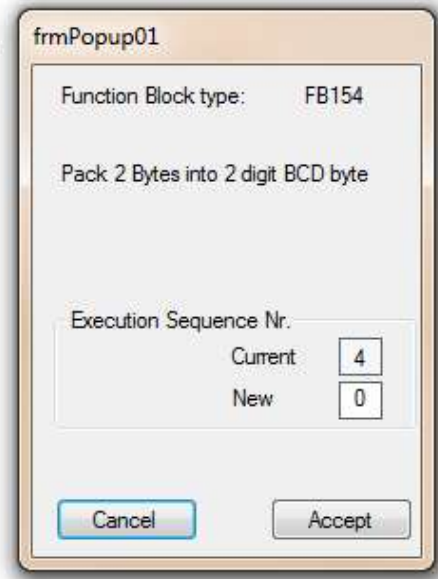 frmPopup01
Function Block type: FB154
Pack 2 Bytes into 2 digit BCD byte
Execution Sequence Nr.
Current 4
New 0
Cancel Accept